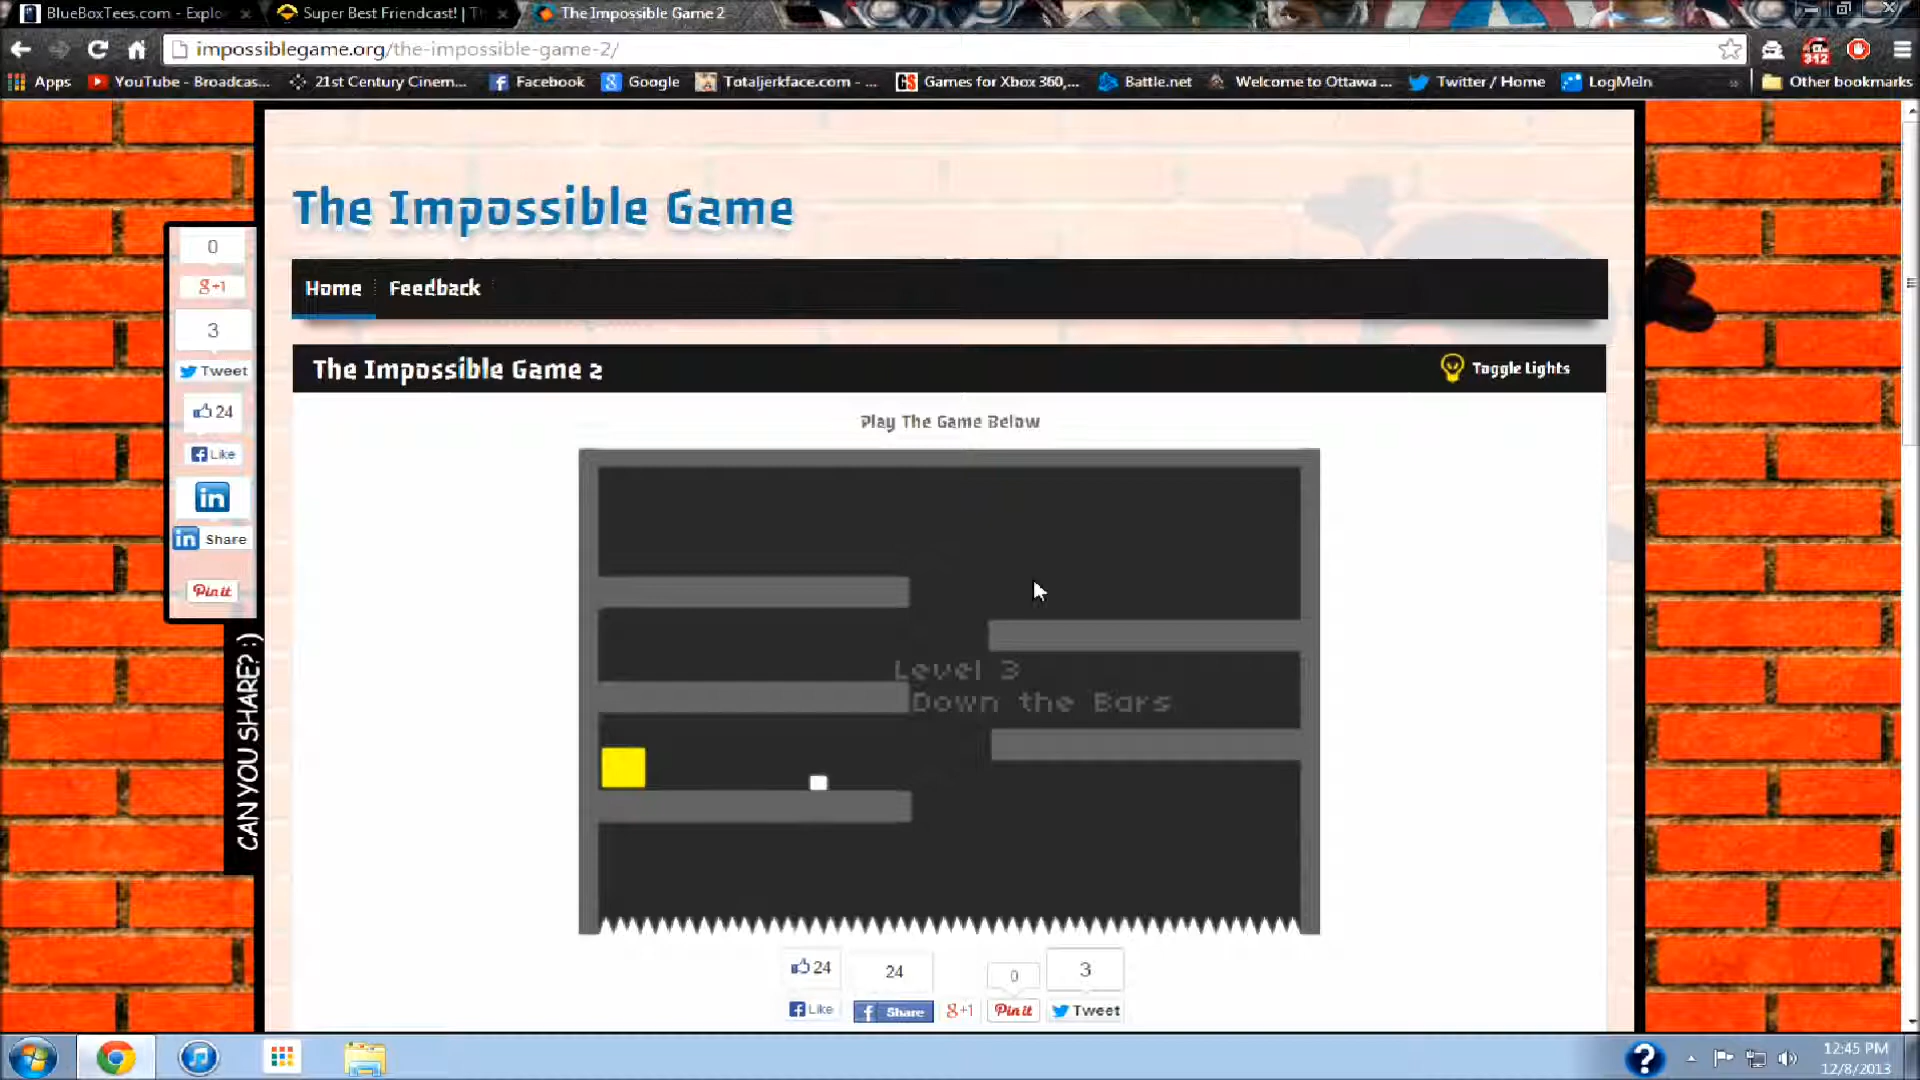 BlueBoxTees.com - Explo
Super Best Friendcast! | T
The Impossible Game 2
impossiblegame.org/the-impossible-game-2/
312
Apps
YouTube - Broadcas...
21st Century Cinem...
Facebook
Google
Totaljerkface.com - ...
Games for Xbox 360,...
Battle.net
Welcome to Ottawa ...
Twitter / Home
LogMeIn
»
Other bookmarks
The Impossible Game
Home
Feedback
0
g+1
3
Tweet
24
Like
in
in Share
Pin it
CAN YOU SHARE? :)
The Impossible Game 2
Toggle Lights
Play The Game Below
Level 3
Down the Bars
24
24
0
3
Like
Share
g+1
Pin it
Tweet
12:45 PM
12/8/2013